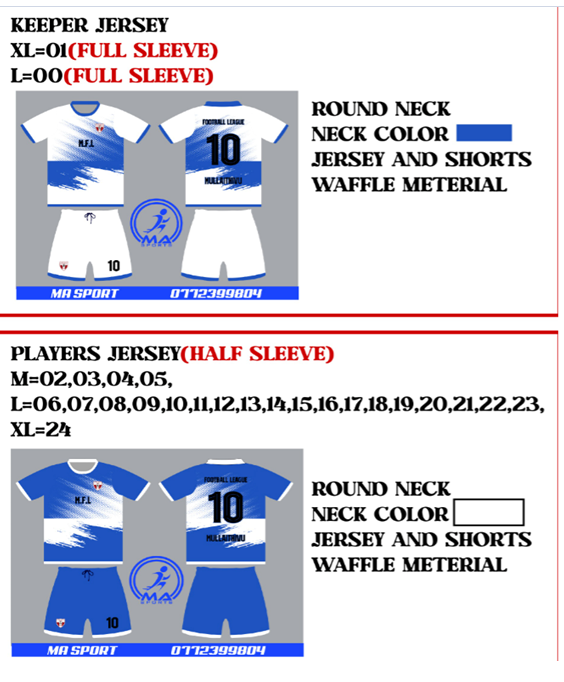 KEEPER JERSEY
XL=01(FULL SLEEVE)
L=00(FULL SLEEVE)
M.F.L
FOOTBALL LEAGUE
10
MULLAITHIVU
10
MA
SPORTS
MA SPORT 0772399804
ROUND NECK
NECK COLOR
JERSEY AND SHORTS
WAFFLE METERIAL
PLAYERS JERSEY(HALF SLEEVE)
M=02,03,04,05,
L=06,07,08,09,10,11,12,13,14,15,16,17,18,19,20,21,22,23,
XL=24
M.F.L
FOOTBALL LEAGUE
10
MULLAITHIVU
10
MA
SPORTS
MA SPORT 0772399804
ROUND NECK
NECK COLOR
JERSEY AND SHORTS
WAFFLE METERIAL